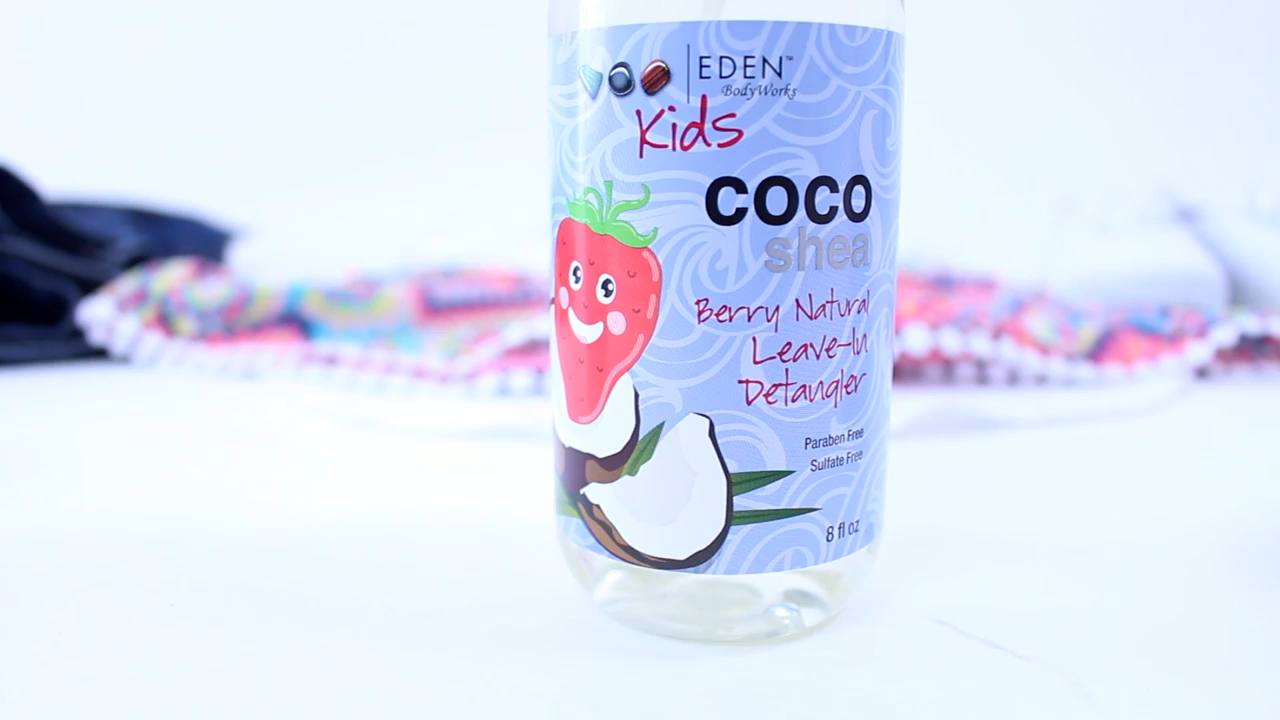 EDEN™
BodyWorks
Kids
coco
shea
Berry Natural
Leave-In
Detangler
Paraben Free
Sulfate Free
8 fl oz